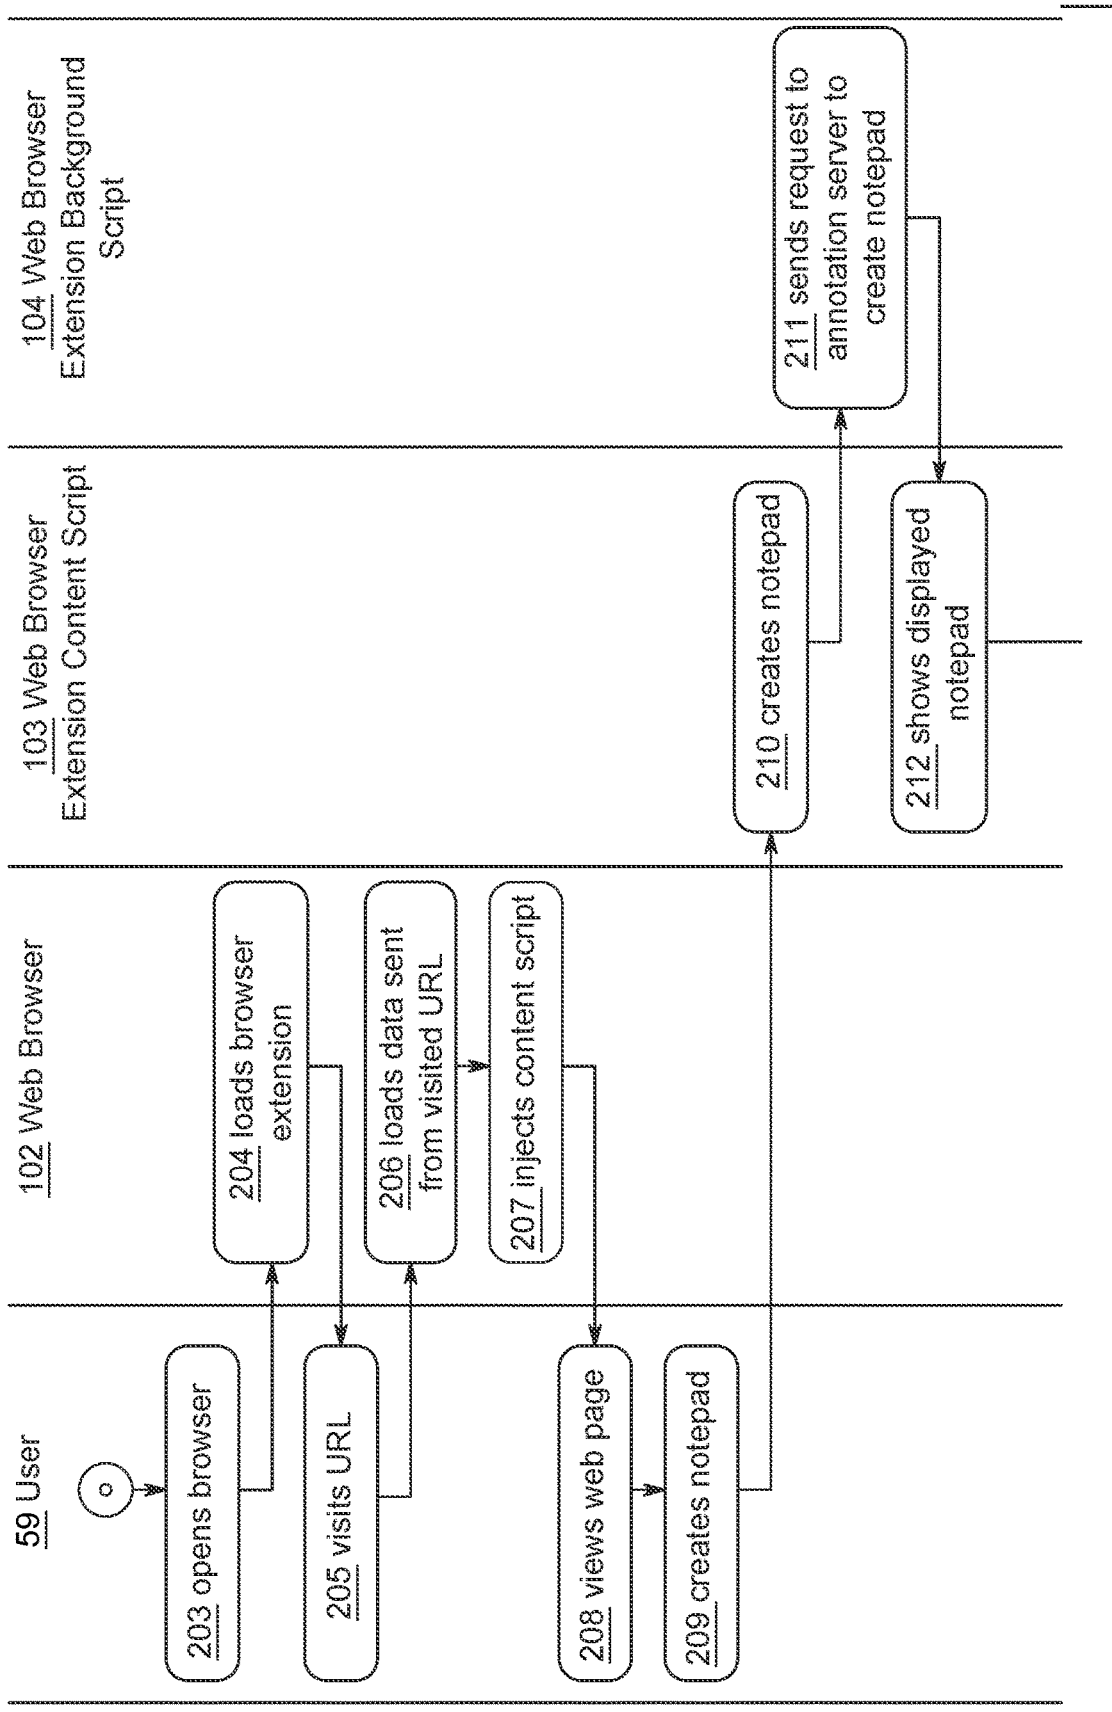 59 User
102 Web Browser
103 Web Browser
Extension Content Script
104 Web Browser
Extension Background
Script
203 opens browser
204 loads browser
extension
205 visits URL
206 loads data sent
from visited URL
207 injects content script
208 views web page
209 creates notepad
210 creates notepad
211 sends request to
annotation server to
create notepad
212 shows displayed
notepad